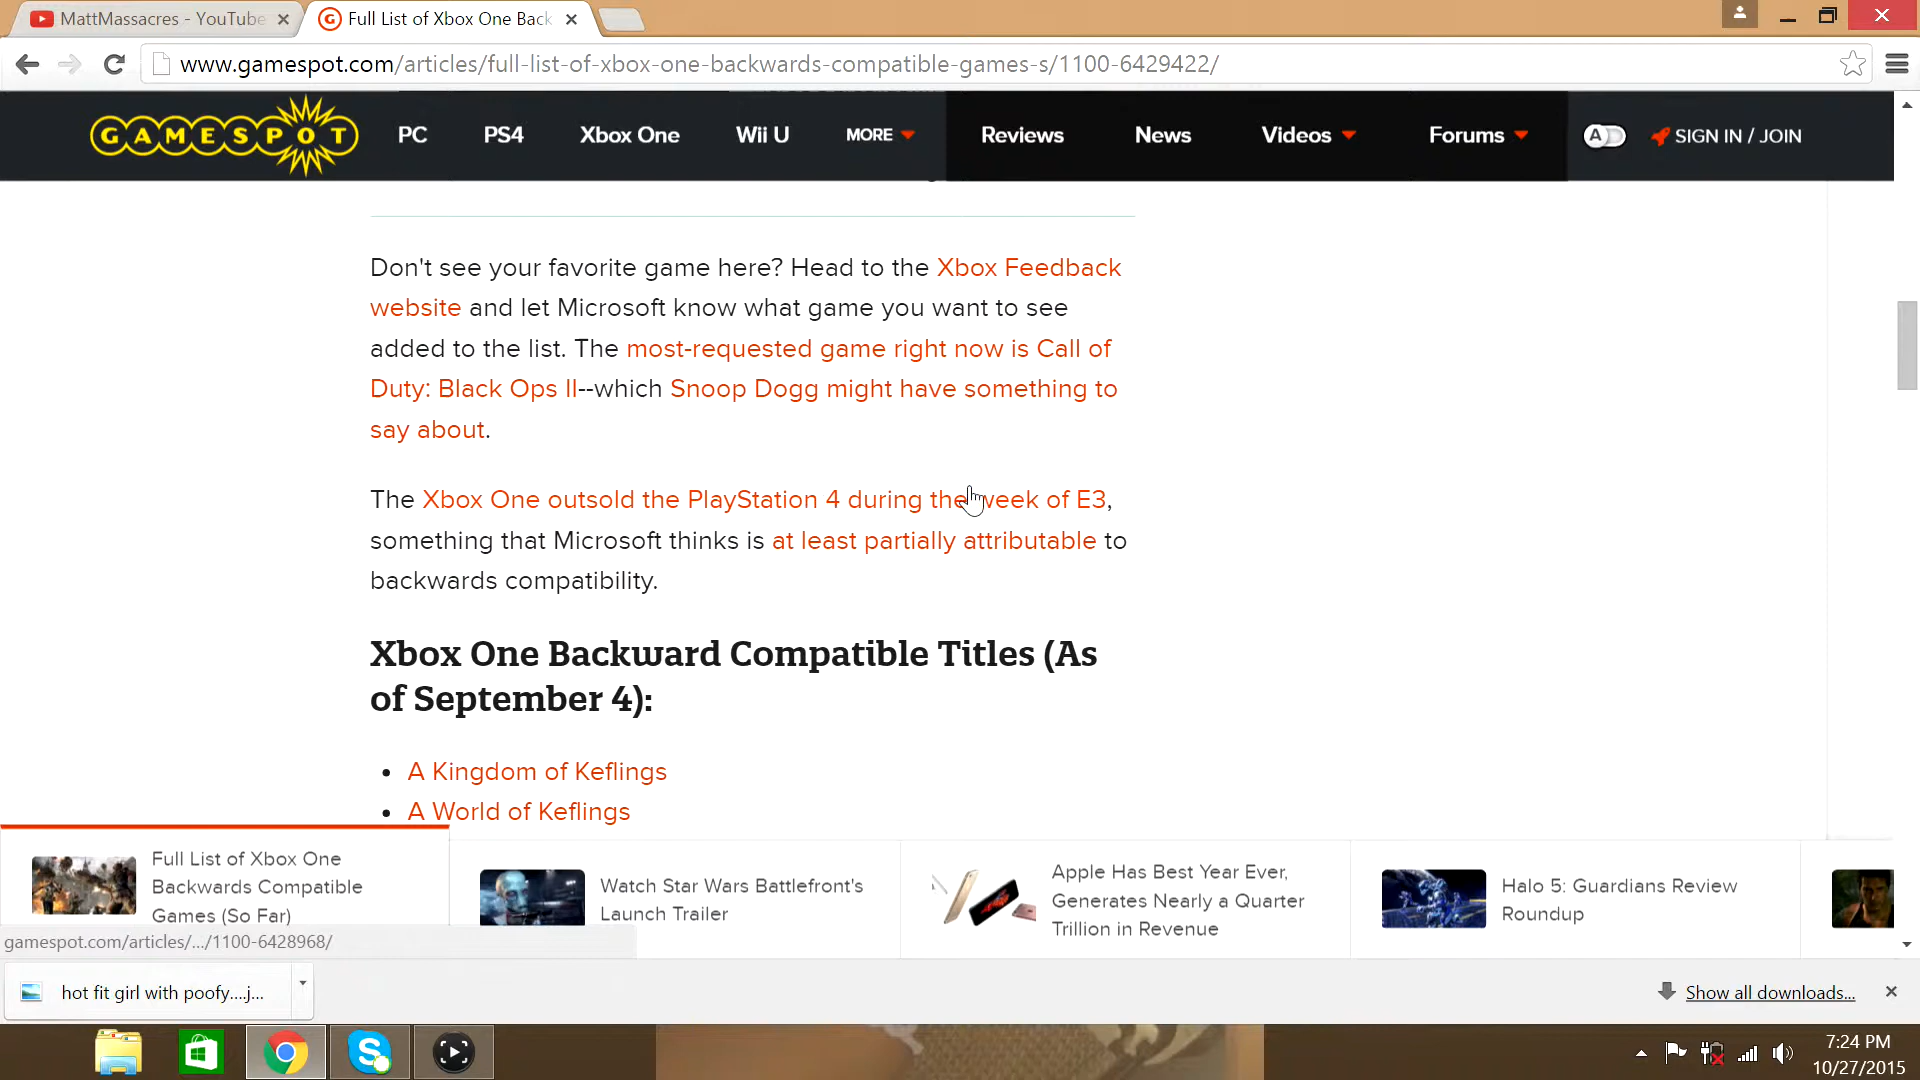 MattMassacres - YouTube
Full List of Xbox One Back
www.gamespot.com/articles/full-list-of-xbox-one-backwards-compatible-games-s/1100-6429422/
GAMESPOT PC PS4 Xbox One Wii U MORE Reviews News Videos Forums A SIGN IN / JOIN
Don't see your favorite game here? Head to the Xbox Feedback
website and let Microsoft know what game you want to see
added to the list. The most-requested game right now is Call of
Duty: Black Ops II--which Snoop Dogg might have something to
say about.
The Xbox One outsold the PlayStation 4 during the week of E3,
something that Microsoft thinks is at least partially attributable to
backwards compatibility.
Xbox One Backward Compatible Titles (As
of September 4):
• A Kingdom of Keflings
• A World of Keflings
Full List of Xbox One
Backwards Compatible
Games (So Far)
Watch Star Wars Battlefront's
Launch Trailer
Apple Has Best Year Ever,
Generates Nearly a Quarter
Trillion in Revenue
Halo 5: Guardians Review
Roundup
gamespot.com/articles/.../1100-6428968/
hot fit girl with poofy....j...
Show all downloads...
7:24 PM
10/27/2015